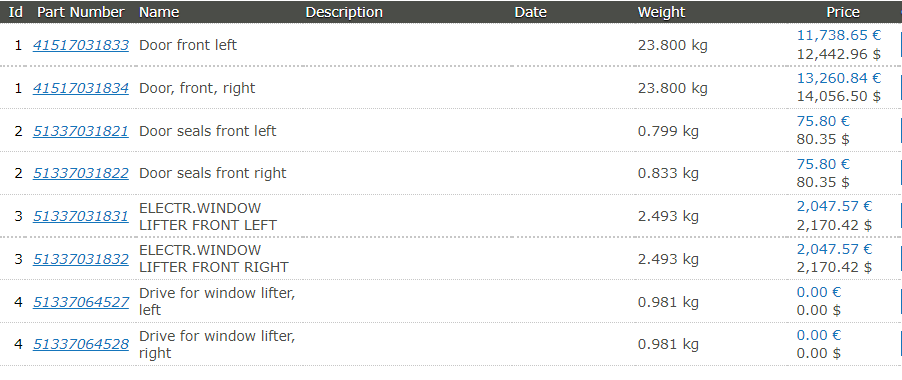 Id Part Number Name Description Date Weight Price
1 41517031833 Door front left 23.800 kg 11,738.65 €
12,442.96 $
1 41517031834 Door, front, right 23.800 kg 13,260.84 €
14,056.50 $
2 51337031821 Door seals front left 0.799 kg 75.80 €
80.35 $
2 51337031822 Door seals front right 0.833 kg 75.80 €
80.35 $
3 51337031831 ELECTR.WINDOW
LIFTER FRONT LEFT 2.493 kg 2,047.57 €
2,170.42 $
3 51337031832 ELECTR.WINDOW
LIFTER FRONT RIGHT 2.493 kg 2,047.57 €
2,170.42 $
4 51337064527 Drive for window lifter,
left 0.981 kg 0.00 €
0.00 $
4 51337064528 Drive for window lifter,
right 0.981 kg 0.00 €
0.00 $